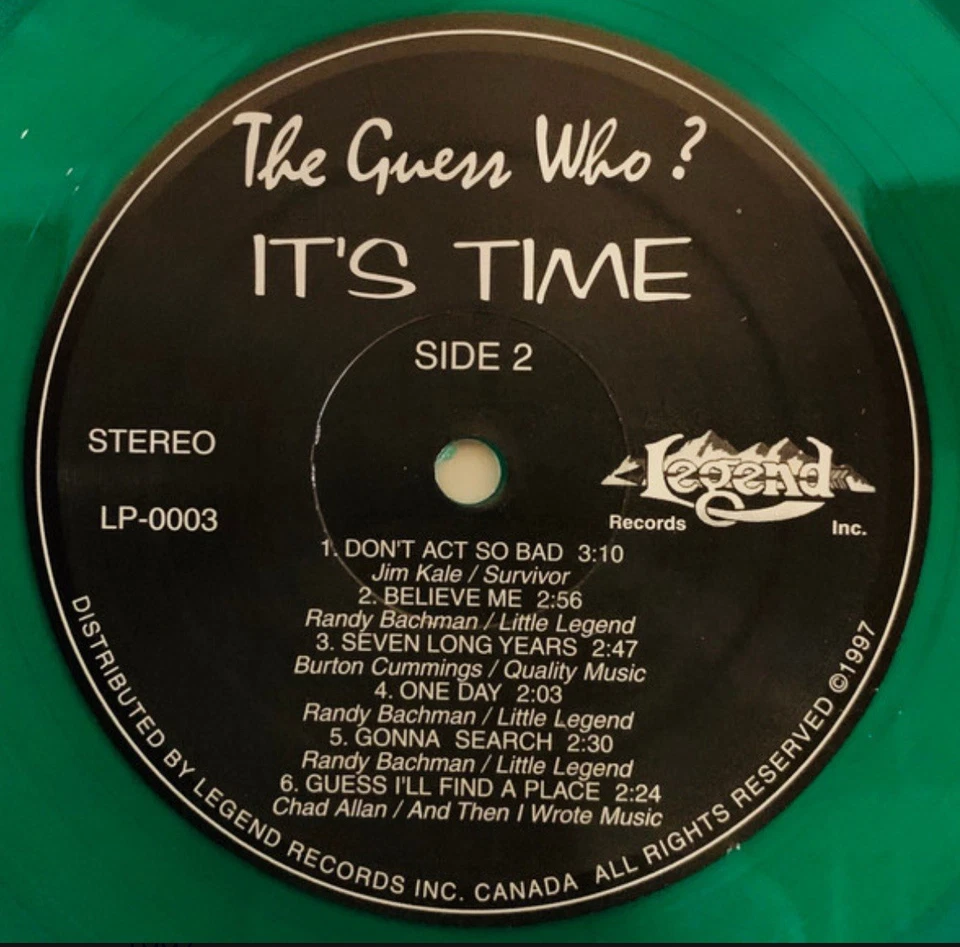 The Guess Who?
IT'S TIME
SIDE 2
STEREO
LP-0003
Legend
Records Inc.
1. DON'T ACT SO BAD 3:10
Jim Kale / Survivor
2. BELIEVE ME 2:56
Randy Bachman / Little Legend
3. SEVEN LONG YEARS 2:47
Burton Cummings / Quality Music
4. ONE DAY 2:03
Randy Bachman / Little Legend
5. GONNA SEARCH 2:30
Randy Bachman / Little Legend
6. GUESS I'LL FIND A PLACE 2:24
Chad Allan / And Then I Wrote Music
DISTRIBUTED BY LEGEND RECORDS INC. CANADA ALL RIGHTS RESERVED ©1997